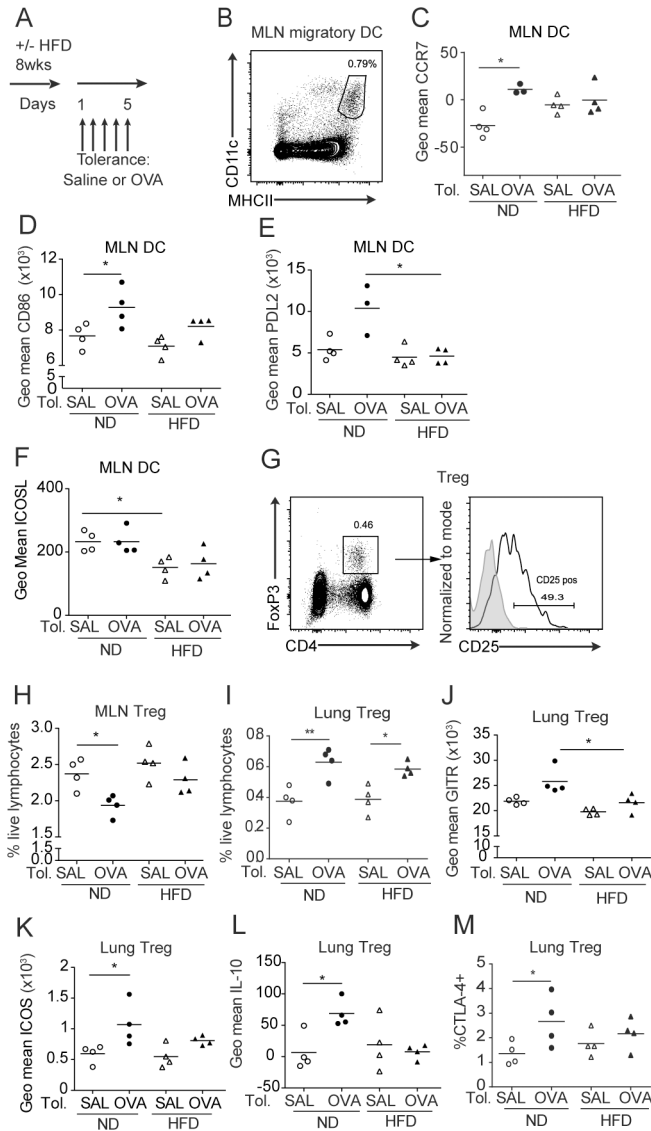 A
+/- HFD
8wks
Days
1
5
Tolerance:
Saline or OVA
B
MLN migratory DC
0.79%
CD11c
MHCII
C
MLN DC
Geo mean CCR7
50
0
-50
*
Tol.
SAL OVA
SAL
OVA
ND
HFD
D
MLN DC
Geo mean CD86 (x10³)
12
10
8
6
5
0
*
Tol.
SAL OVA
SAL OVA
ND
HFD
E
MLN DC
Geo mean PDL2 (x10³)
15
10
5
0
*
Tol.
SAL OVA
SAL OVA
ND
HFD
F
MLN DC
Geo Mean ICOSL
400
200
0
*
Tol.
SAL OVA
SAL OVA
ND
HFD
G
Treg
0.46
FoxP3
CD4
Normalized to mode
CD25 pos
49.3
CD25
H
MLN Treg
% live lymphocytes
3.0
2.5
2.0
1.5
1.5
0.0
*
Tol.
SAL OVA
SAL OVA
ND
HFD
I
Lung Treg
% live lymphocytes
0.8
0.6
0.4
0.2
0.0
**
*
Tol.
SAL OVA
SAL OVA
ND
HFD
J
Lung Treg
Geo mean GITR (x10³)
35
30
25
20
15
10
0
*
Tol.
SAL OVA
SAL OVA
ND
HFD
K
Lung Treg
Geo mean ICOS (x10³)
2
1.5
1
0.5
0
*
Tol.
SAL OVA
SAL OVA
ND
HFD
L
Lung Treg
Geo mean IL-10
150
100
50
0
-50
*
Tol.
SAL OVA
SAL OVA
ND
HFD
M
Lung Treg
%CTLA-4+
5
4
3
2
1
0
*
Tol.
SAL OVA
SAL OVA
ND
HFD